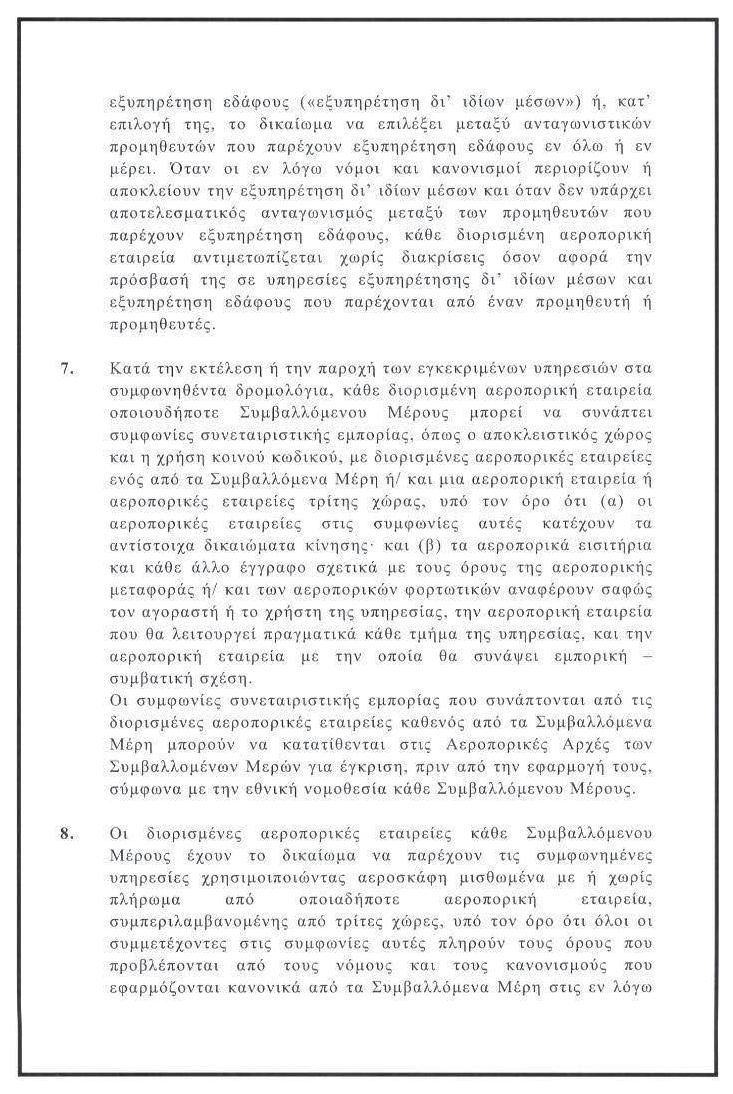 εξυπηρέτηση εδάφους («εξυπηρέτηση δι’ ιδίων μέσων») ή, κατ’
επιλογή της, το δικαίωμα να επιλέξει μεταξύ ανταγωνιστικών
προμηθευτών που παρέχουν εξυπηρέτηση εδάφους εν όλω ή εν
μέρει. Όταν οι εν λόγω νόμοι και κανονισμοί περιορίζουν ή
αποκλείουν την εξυπηρέτηση δι’ ιδίων μέσων και όταν δεν υπάρχει
αποτελεσματικός ανταγωνισμός μεταξύ των προμηθευτών που
παρέχουν εξυπηρέτηση εδάφους, κάθε διορισμένη αεροπορική
εταιρεία αντιμετωπίζεται χωρίς διακρίσεις όσον αφορά την
πρόσβασή της σε υπηρεσίες εξυπηρέτησης δι’ ιδίων μέσων και
εξυπηρέτηση εδάφους που παρέχονται από έναν προμηθευτή ή
προμηθευτές.
7. Κατά την εκτέλεση ή την παροχή των εγκεκριμένων υπηρεσιών στα
συμφωνηθέντα δρομολόγια, κάθε διορισμένη αεροπορική εταιρεία
οποιουδήποτε Συμβαλλόμενου Μέρους μπορεί να συνάπτει
συμφωνίες συνεταιριστικής εμπορίας, όπως ο αποκλειστικός χώρος
και η χρήση κοινού κωδικού, με διορισμένες αεροπορικές εταιρείες
ενός από τα Συμβαλλόμενα Μέρη ή/ και μια αεροπορική εταιρεία ή
αεροπορικές εταιρείες τρίτης χώρας, υπό τον όρο ότι (α) οι
αεροπορικές εταιρείες στις συμφωνίες αυτές κατέχουν τα
αντίστοιχα δικαιώματα κίνησης· και (β) τα αεροπορικά εισιτήρια
και κάθε άλλο έγγραφο σχετικά με τους όρους της αεροπορικής
μεταφοράς ή/ και των αεροπορικών φορτωτικών αναφέρουν σαφώς
τον αγοραστή ή το χρήστη της υπηρεσίας, την αεροπορική εταιρεία
που θα λειτουργεί πραγματικά κάθε τμήμα της υπηρεσίας, και την
αεροπορική εταιρεία με την οποία θα συνάψει εμπορική –
συμβατική σχέση.
Οι συμφωνίες συνεταιριστικής εμπορίας που συνάπτονται από τις
διορισμένες αεροπορικές εταιρείες καθενός από τα Συμβαλλόμενα
Μέρη μπορούν να κατατίθενται στις Αεροπορικές Αρχές των
Συμβαλλομένων Μερών για έγκριση, πριν από την εφαρμογή τους,
σύμφωνα με την εθνική νομοθεσία κάθε Συμβαλλόμενου Μέρους.
8. Οι διορισμένες αεροπορικές εταιρείες κάθε Συμβαλλόμενου
Μέρους έχουν το δικαίωμα να παρέχουν τις συμφωνημένες
υπηρεσίες χρησιμοποιώντας αεροσκάφη μισθωμένα με ή χωρίς
πλήρωμα από οποιαδήποτε αεροπορική εταιρεία,
συμπεριλαμβανομένης από τρίτες χώρες, υπό τον όρο ότι όλοι οι
συμμετέχοντες στις συμφωνίες αυτές πληρούν τους όρους που
προβλέπονται από τους νόμους και τους κανονισμούς που
εφαρμόζονται κανονικά από τα Συμβαλλόμενα Μέρη στις εν λόγω